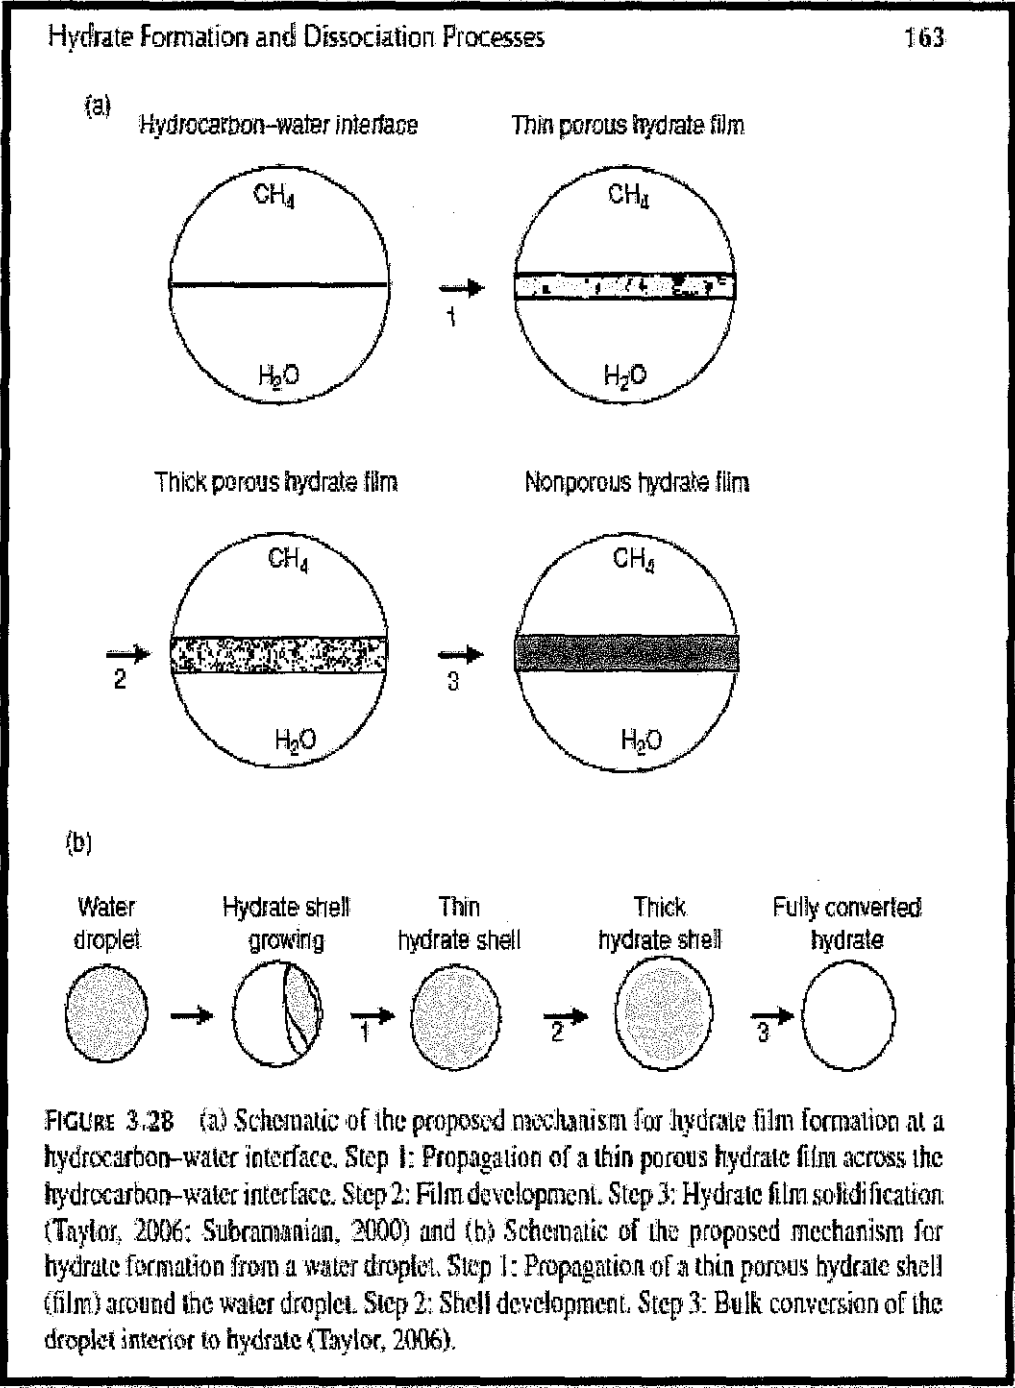 Hydrate Formation and Dissociation Processes 163
(a)
Hydrocarbon–water interface
Thin porous hydrate film
CH4
H2O
1
CH4
H2O
Thick porous hydrate film
Nonporous hydrate film
2
CH4
H2O
3
CH4
H2O
(b)
Water
droplet
Hydrate shell
growing
1
Thin
hydrate shell
2
Thick
hydrate shell
3
Fully converted
hydrate
FIGURE 3.28 (a) Schematic of the proposed mechanism for hydrate film formation at a
hydrocarbon–water interface. Step 1: Propagation of a thin porous hydrate film across the
hydrocarbon–water interface. Step 2: Film development. Step 3: Hydrate film solidification
(Taylor, 2006; Subramanian, 2000) and (b) Schematic of the proposed mechanism for
hydrate formation from a water droplet. Step 1: Propagation of a thin porous hydrate shell
(film) around the water droplet. Step 2: Shell development. Step 3: Bulk conversion of the
droplet interior to hydrate (Taylor, 2006).